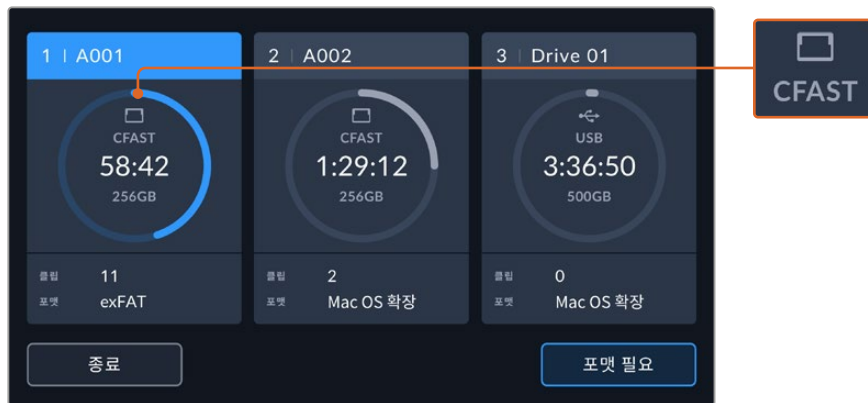 1 | A001
CFAST
58:42
256GB
클립 11
포맷 exFAT
2 | A002
CFAST
1:29:12
256GB
클립 2
포맷 Mac OS 확장
3 | Drive 01
USB
3:36:50
500GB
클립 0
포맷 Mac OS 확장
종료
포맷 필요
CFAST